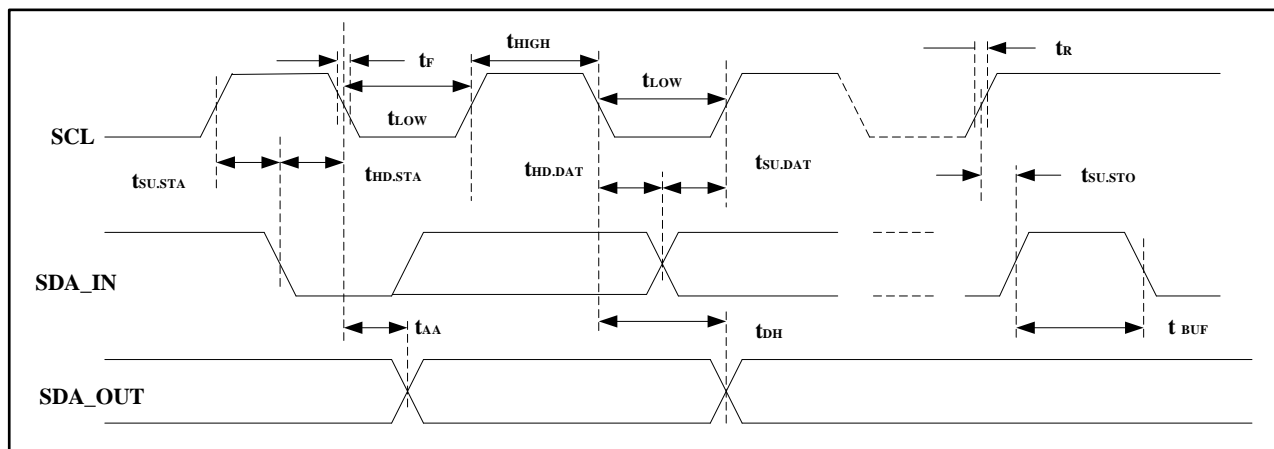 tHIGH
tF
tR
tLOW
tLOW
SCL
tSU.STA
tHD.STA
tHD.DAT
tSU.DAT
tSU.STO
SDA_IN
tAA
tDH
t BUF
SDA_OUT